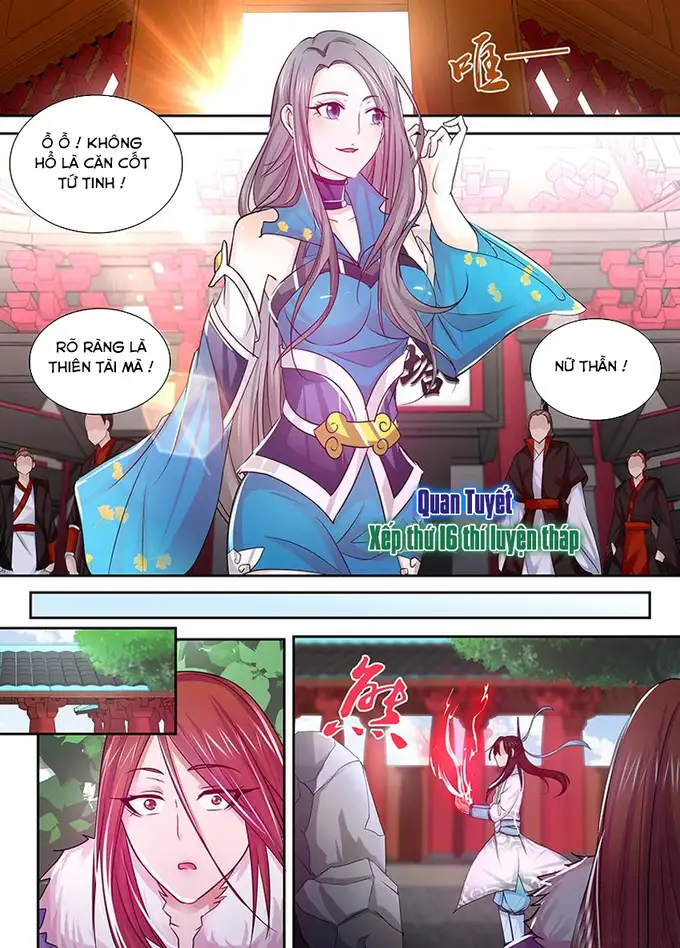 唯一
Ồ Ồ! KHÔNG
HỔ LÀ CĂN CỐT
TỨ TINH!
RÕ RÀNG LÀ
THIÊN TÀI MÀ!
NỮ THẦN!
Quan Tuyết
Xếp thứ 16 thí luyện tháp